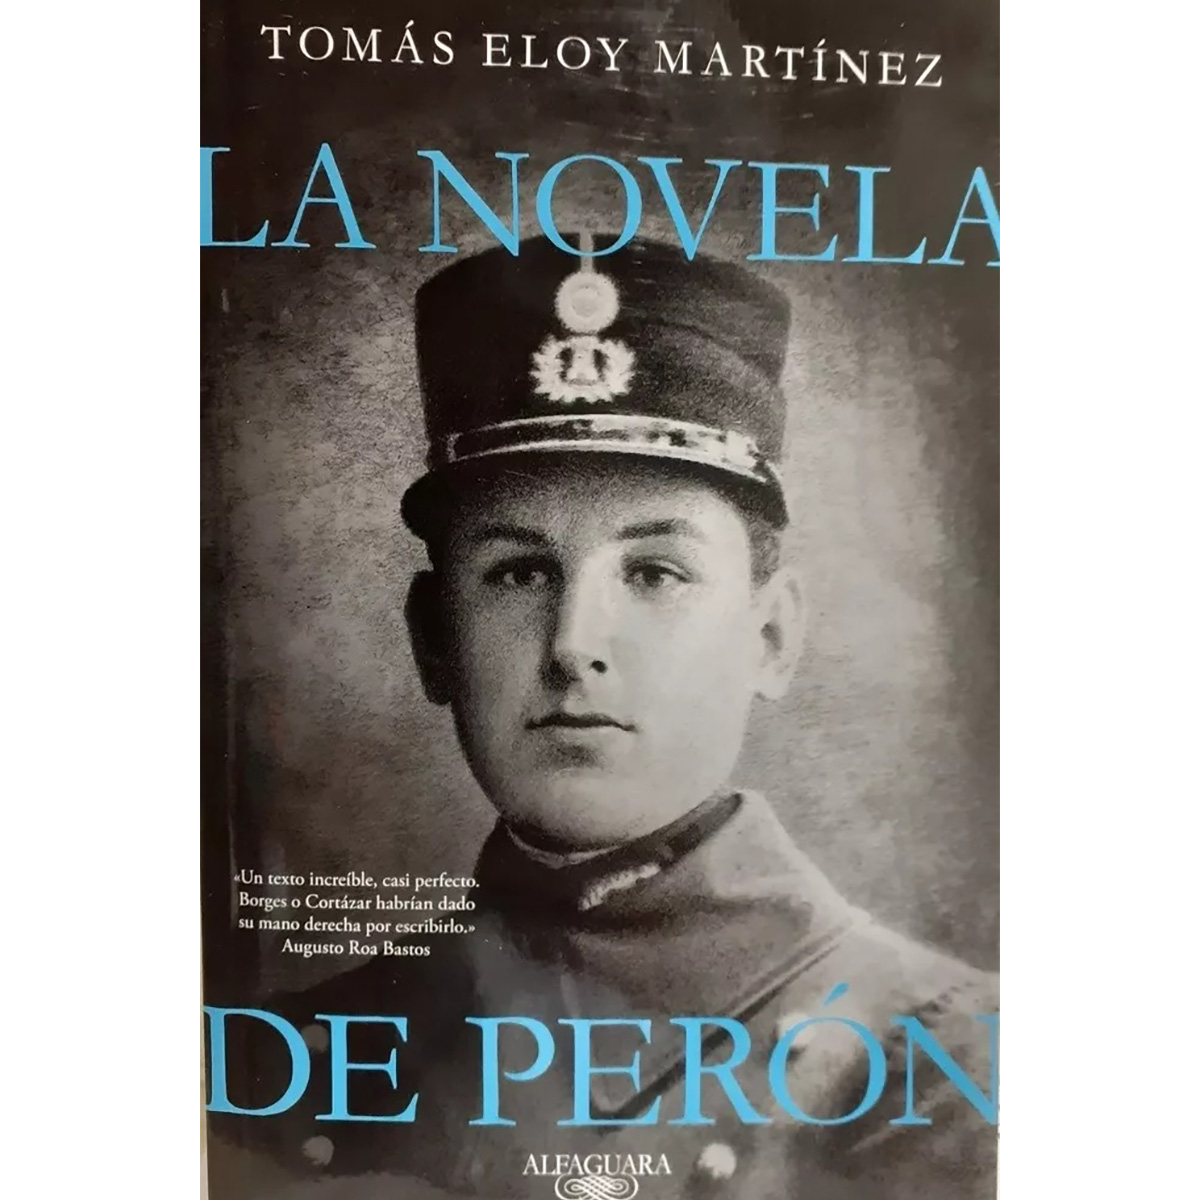 TOMÁS ELOY MARTÍNEZ
LA NOVELA
«Un texto increíble, casi perfecto.
Borges o Cortázar habrían dado
su mano derecha por escribirlo.»
Augusto Roa Bastos
DE PERÓN
ALFAGUARA